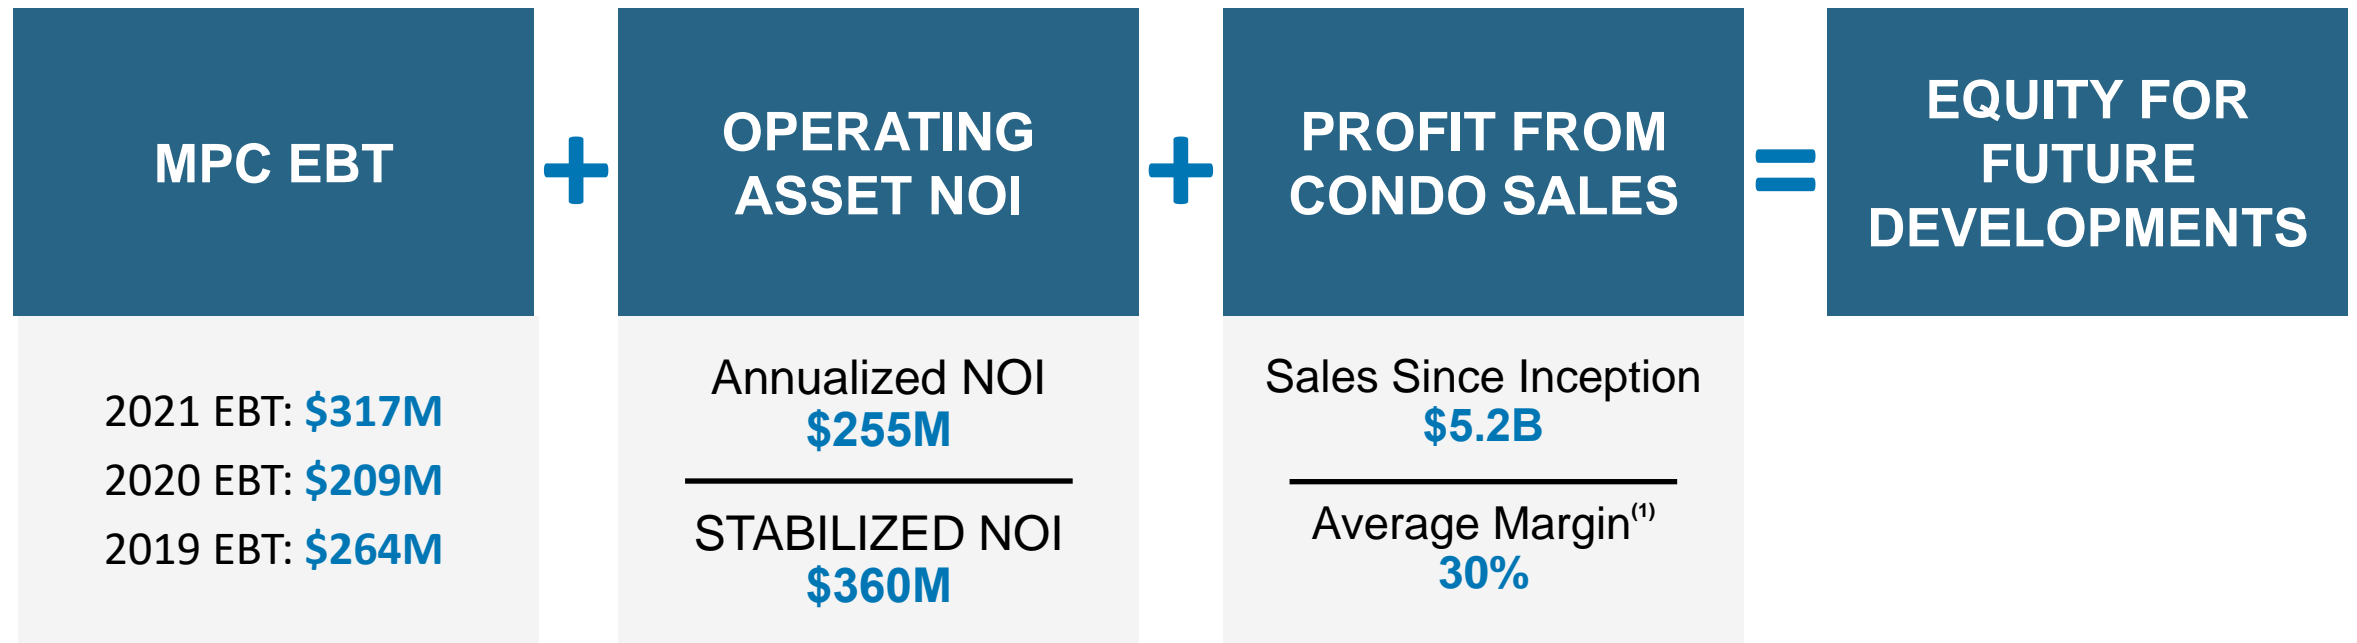 MPC EBT
+
OPERATING
ASSET NOI
+
PROFIT FROM
CONDO SALES
=
EQUITY FOR
FUTURE
DEVELOPMENTS
2021 EBT: $317M
2020 EBT: $209M
2019 EBT: $264M
Annualized NOI
$255M
STABILIZED NOI
$360M
Sales Since Inception
$5.2B
Average Margin(1)
30%